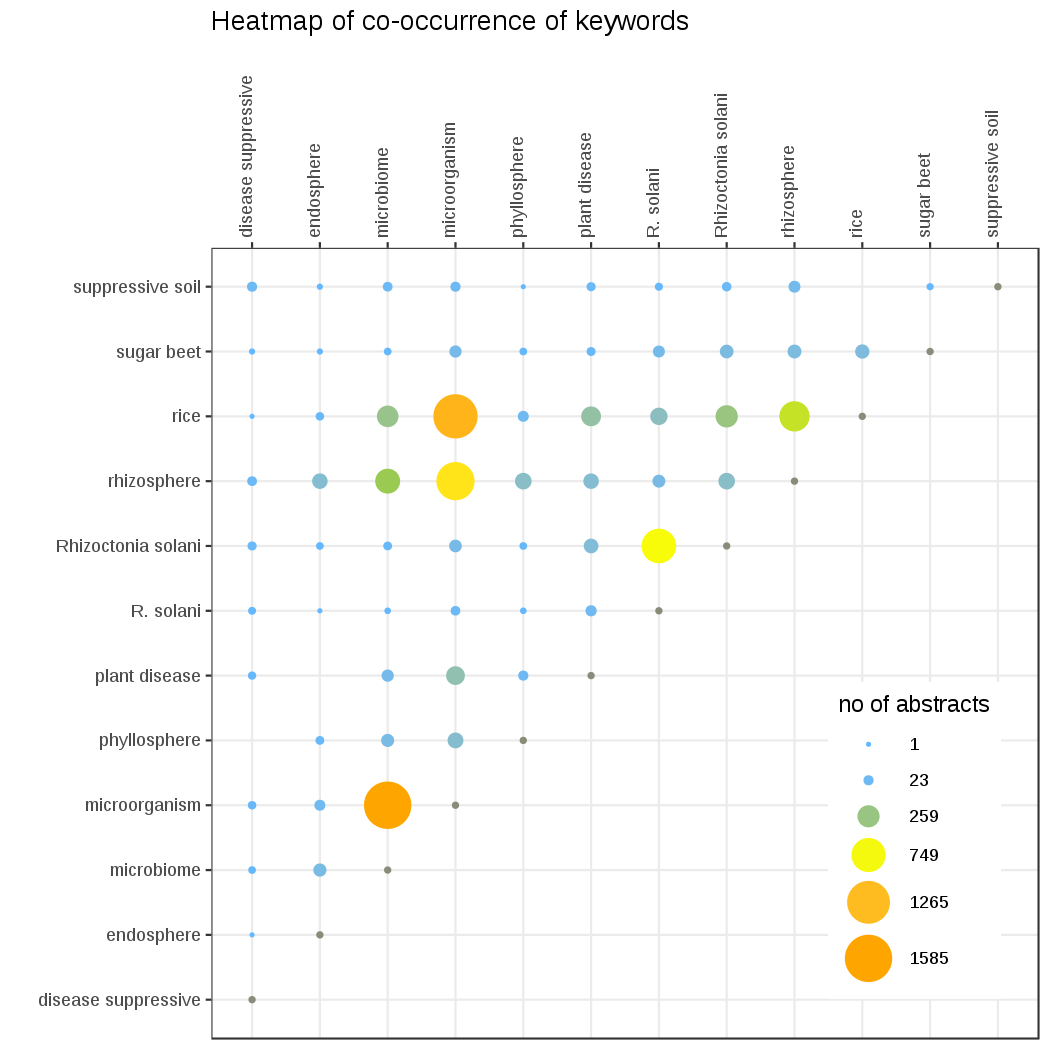 Heatmap of co-occurrence of keywords
disease suppressive
endosphere
microbiome
microorganism
phyllosphere
plant disease
R. solani
Rhizoctonia solani
rhizosphere
rice
sugar beet
suppressive soil
suppressive soil
sugar beet
rice
rhizosphere
Rhizoctonia solani
R. solani
plant disease
phyllosphere
microorganism
microbiome
endosphere
disease suppressive
no of abstracts
1
23
259
749
1265
1585